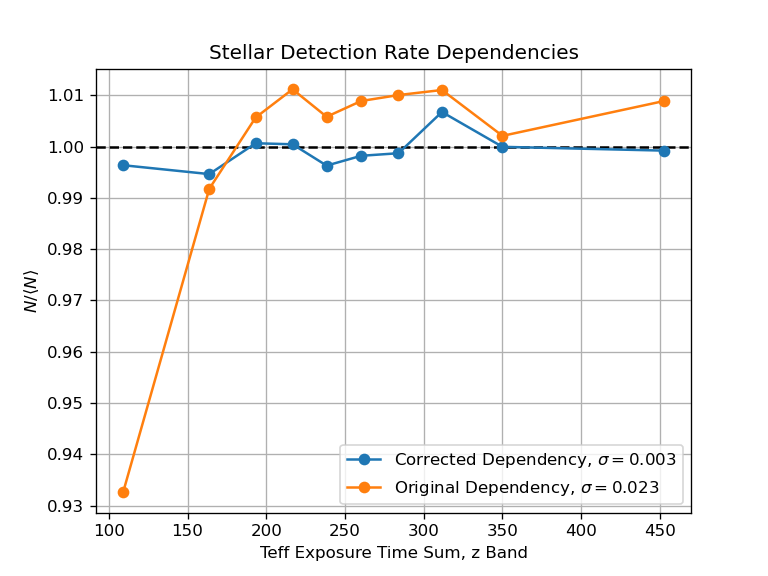 Stellar Detection Rate Dependencies
1.01
1.00
0.99
0.98
0.97
0.96
0.95
0.94
0.93
N/⟨N⟩
Corrected Dependency, σ = 0.003
Original Dependency, σ = 0.023
100 150 200 250 300 350 400 450
Teff Exposure Time Sum, z Band